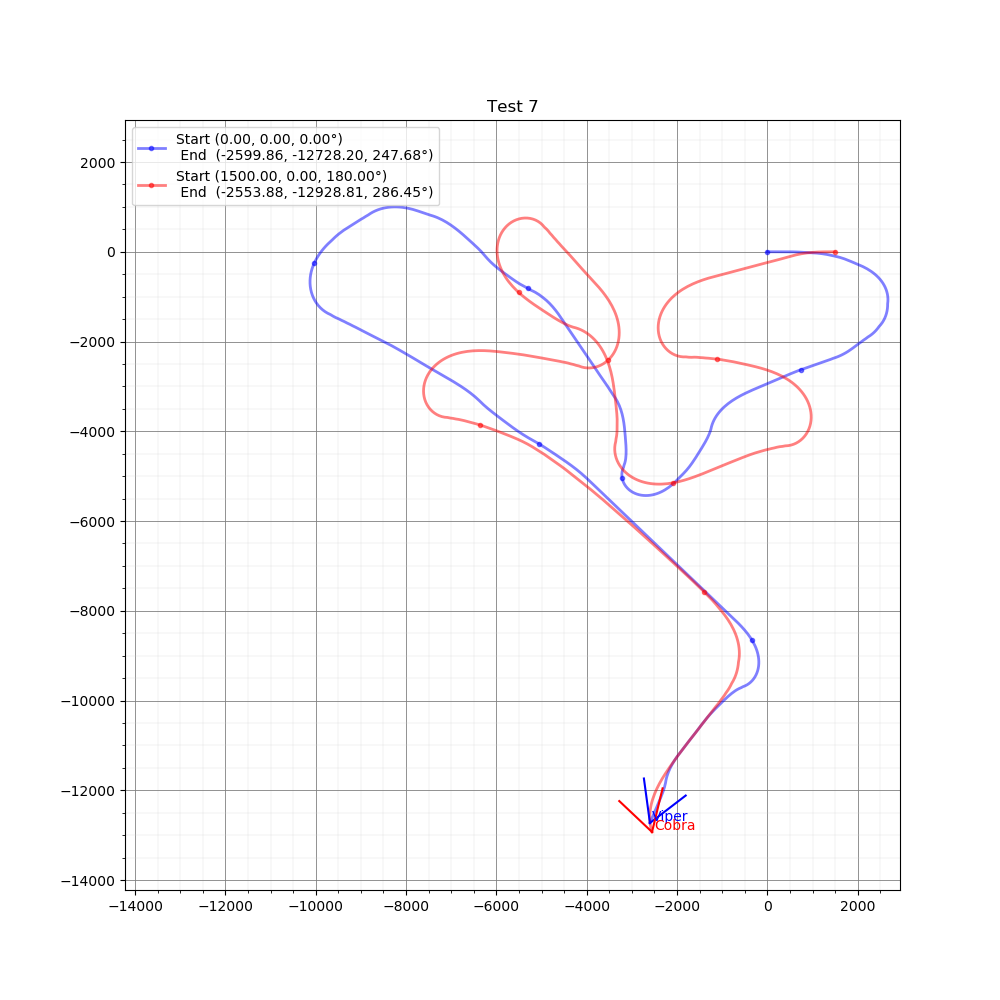 Test 7
Start (0.00, 0.00, 0.00°)
End (-2599.86, -12728.20, 247.68°)
Start (1500.00, 0.00, 180.00°)
End (-2553.88, -12928.81, 286.45°)
2000
0
−2000
−4000
−6000
−8000
−10000
−12000
−14000
Viper
Cobra
−14000 −12000 −10000 −8000 −6000 −4000 −2000 0 2000